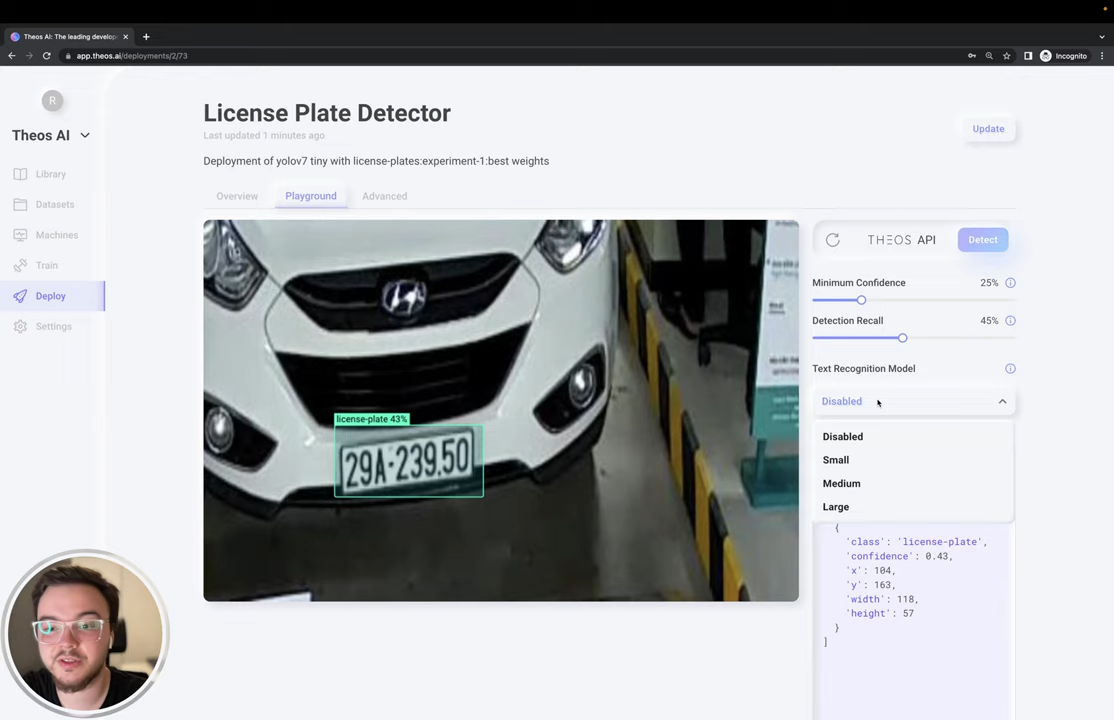 Theos AI: The leading develop
app.theos.ai/deployments/2/73
Incognito
R
Theos AI
Library
Datasets
Machines
Train
Deploy
Settings
License Plate Detector
Last updated 1 minutes ago
Update
Deployment of yolov7 tiny with license-plates:experiment-1:best weights
Overview
Playground
Advanced
license-plate 43%
29A-239.50
THEOS API
Detect
Minimum Confidence
25%
Detection Recall
45%
Text Recognition Model
Disabled
Disabled
Small
Medium
Large
{
'class': 'license-plate',
'confidence': 0.43,
'x': 104,
'y': 163,
'width': 118,
'height': 57
}
]